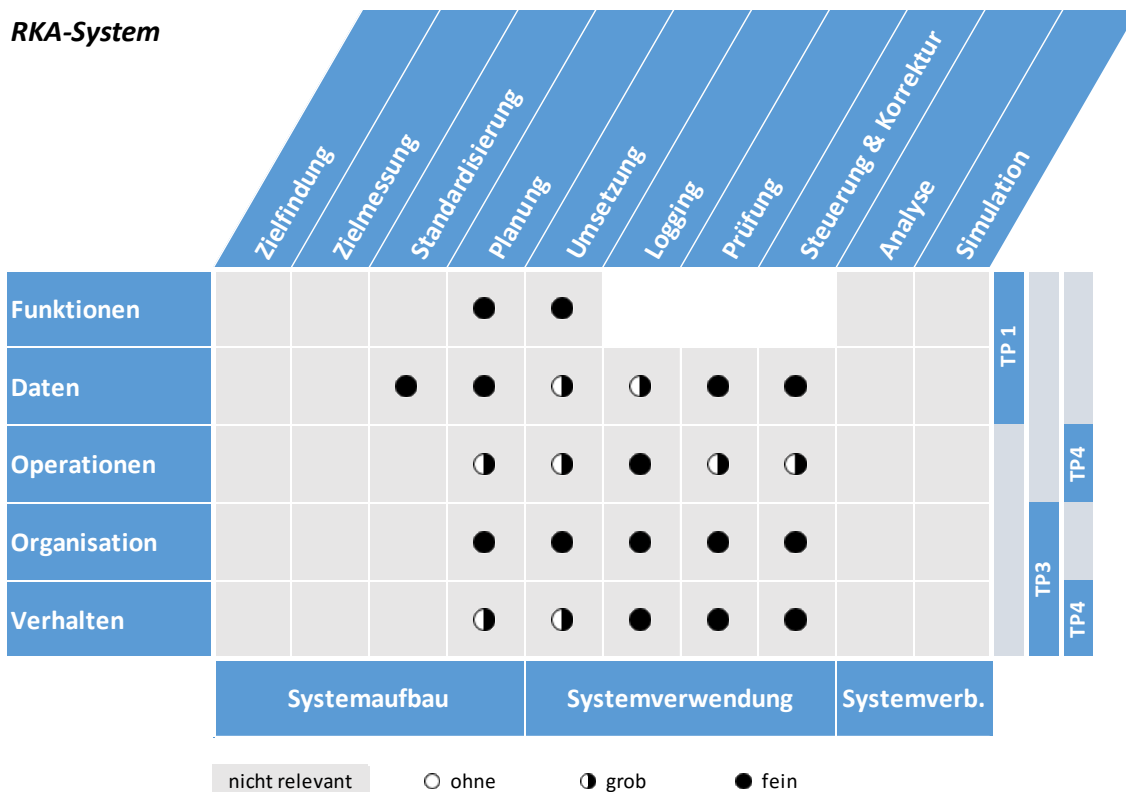 RKA-System
Zielfindung
Zielmessung
Standardisierung
Planung
Umsetzung
Logging
Prüfung
Steuerung & Korrektur
Analyse
Simulation
Funktionen
Daten
Operationen
Organisation
Verhalten
TP 1
TP3
TP4
TP4
Systemaufbau
Systemverwendung
Systemverb.
nicht relevant
ohne
grob
fein